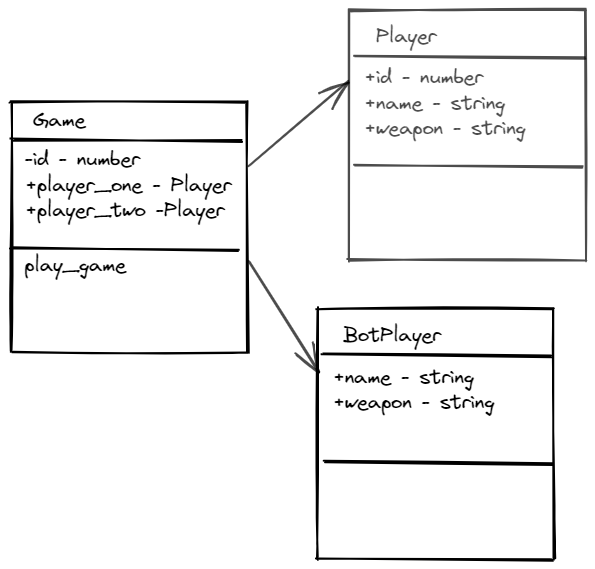 Player
+id - number
+name - string
+weapon - string
Game
-id - number
+player_one - Player
+player_two -Player
play_game
BotPlayer
+name - string
+weapon - string